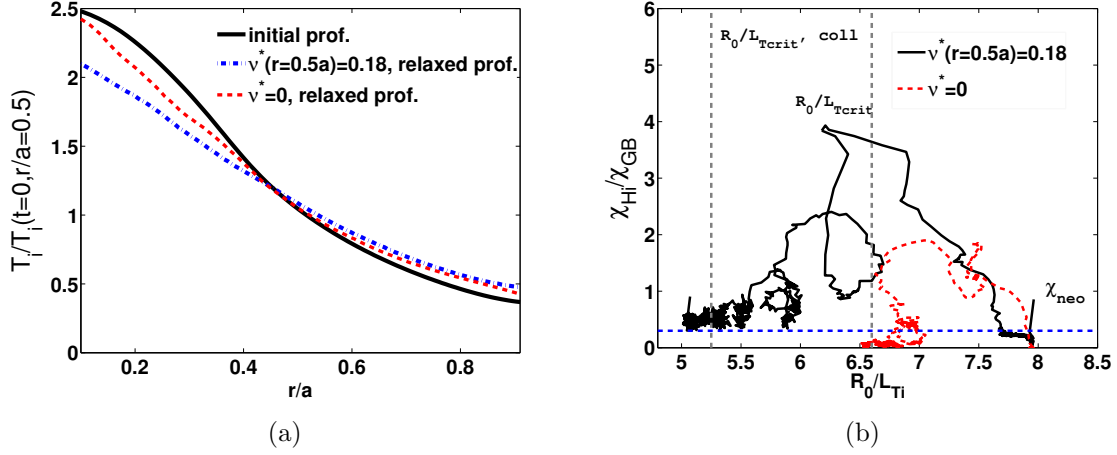 initial prof.
ν*(r=0.5a)=0.18, relaxed prof.
ν*=0, relaxed prof.
T_i/T_i(t=0,r/a=0.5)
2.5
2
1.5
1
0.5
0
0.2
0.4
0.6
0.8
r/a
(a)
R_0/L_Tcrit, coll
ν*(r=0.5a)=0.18
ν*=0
R_0/L_Tcrit
χ_neo
χ_Hi/χ_GB
6
5
4
3
2
1
0
5
5.5
6
6.5
7
7.5
8
8.5
R_0/L_Ti
(b)